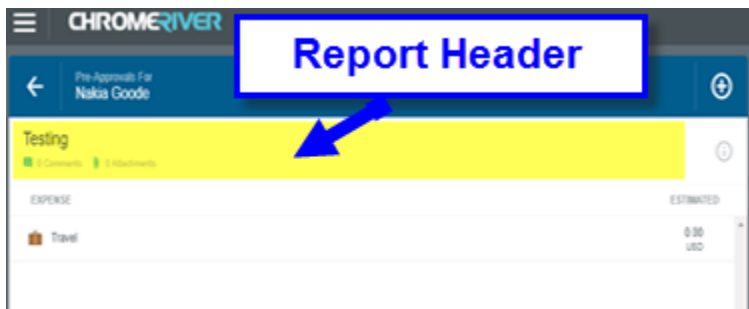 CHROMERIVER
Report Header
Pre-Approvals For
Nakia Goode
Testing
0 Comments 0 Attachments
EXPENSE ESTIMATED
Travel 0.00
USD